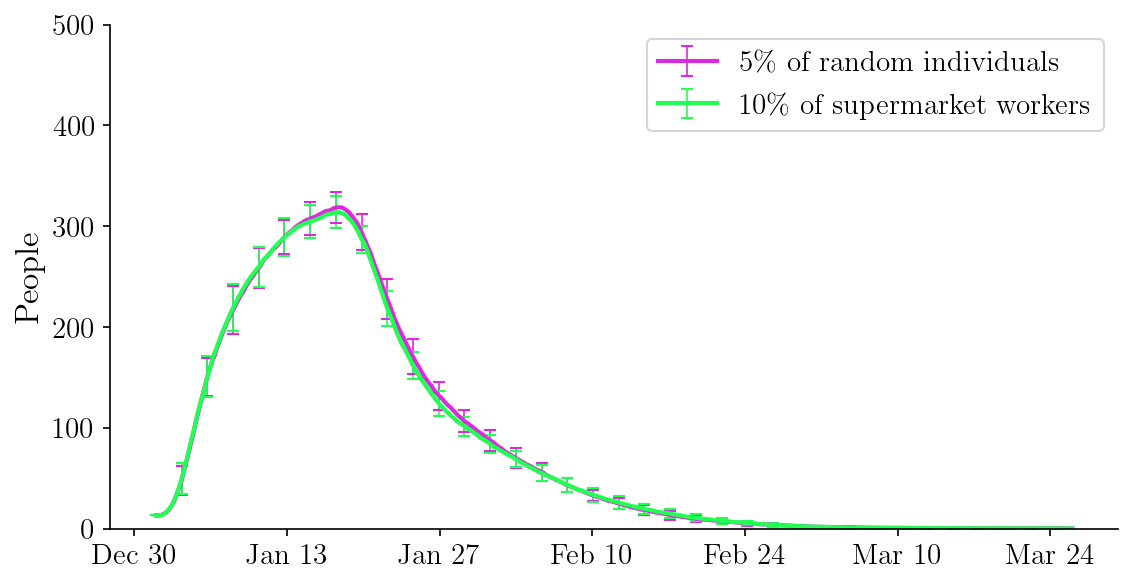 500
400
300
200
100
0
People
5% of random individuals
10% of supermarket workers
Dec 30 Jan 13 Jan 27 Feb 10 Feb 24 Mar 10 Mar 24